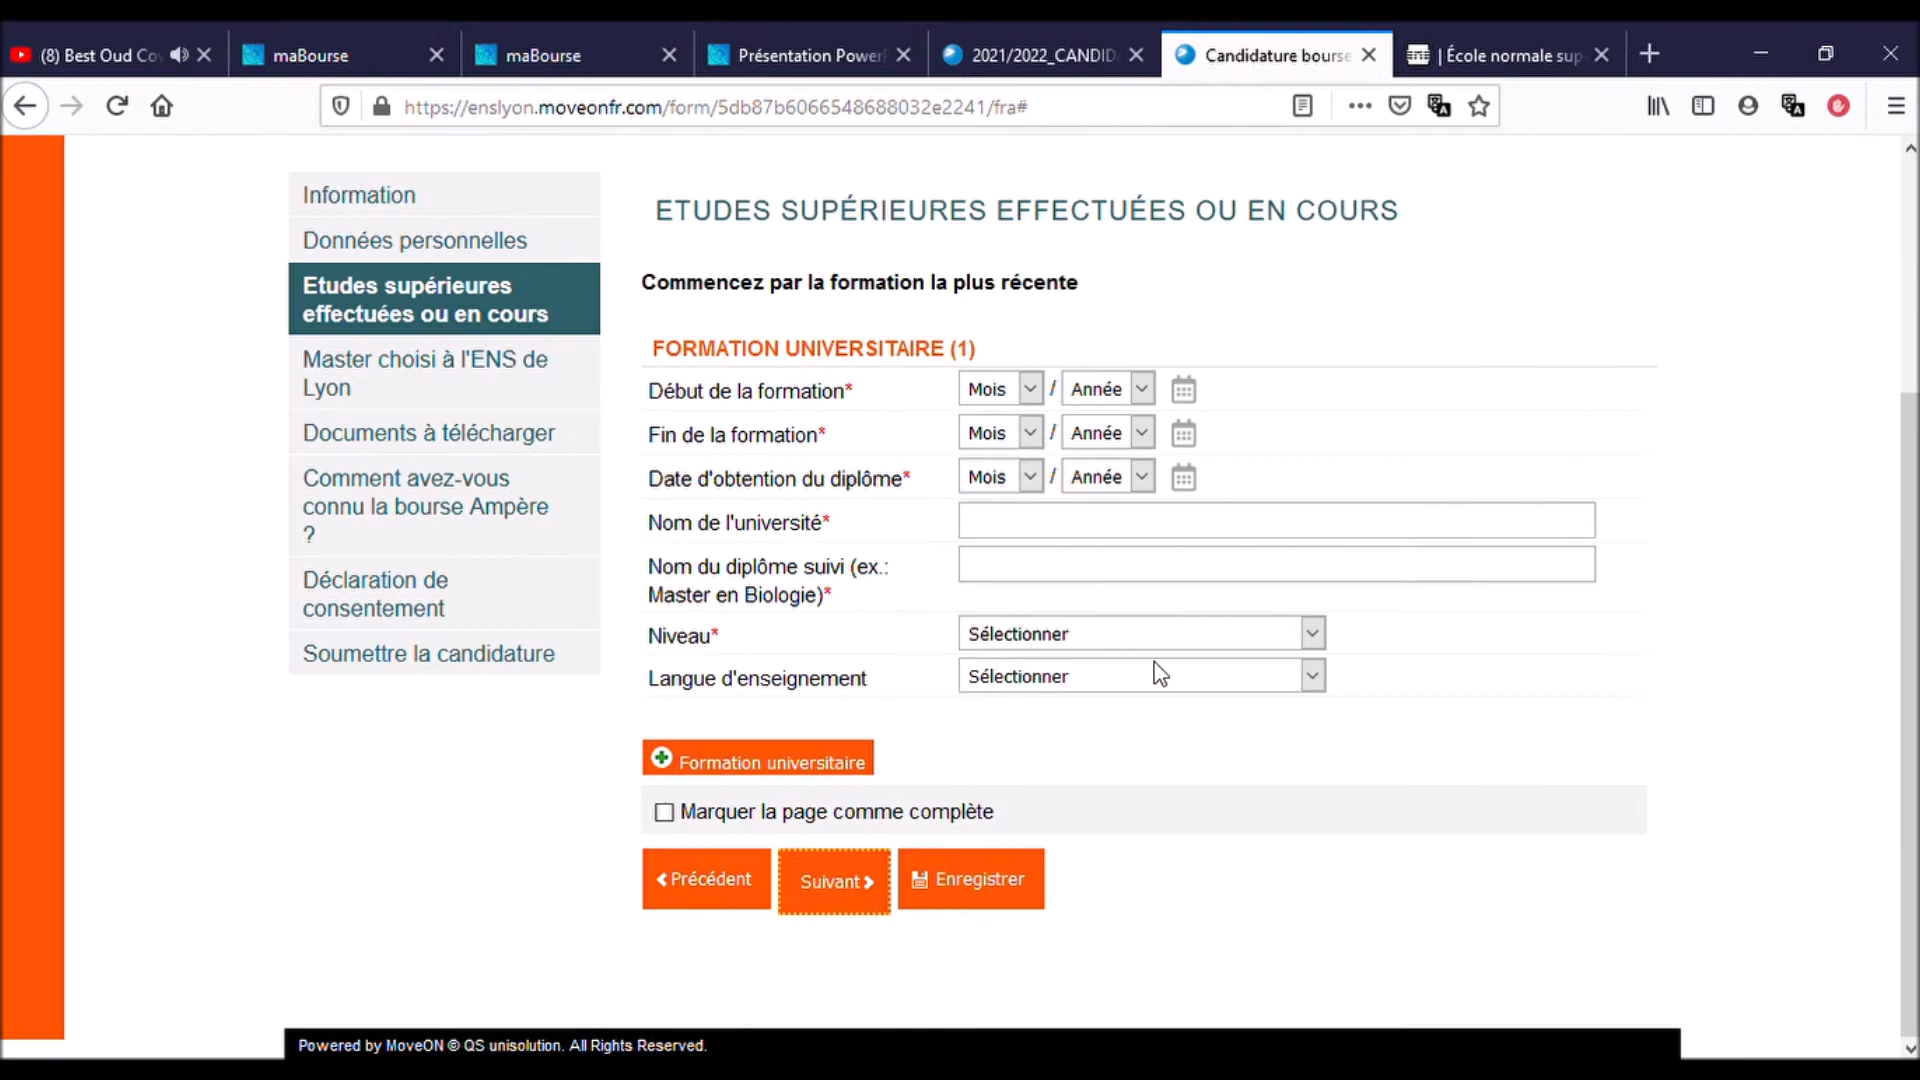 (8) Best Oud Co
maBourse
maBourse
Présentation Power
2021/2022_CANDID
Candidature bourse
| École normale sup
https://enslyon.moveonfr.com/form/5db87b6066548688032e2241/fra#
Information
Données personnelles
Etudes supérieures
effectuées ou en cours
Master choisi à l'ENS de
Lyon
Documents à télécharger
Comment avez-vous
connu la bourse Ampère
?
Déclaration de
consentement
Soumettre la candidature
ETUDES SUPÉRIEURES EFFECTUÉES OU EN COURS
Commencez par la formation la plus récente
FORMATION UNIVERSITAIRE (1)
Début de la formation* Mois / Année
Fin de la formation* Mois / Année
Date d'obtention du diplôme* Mois / Année
Nom de l'université*
Nom du diplôme suivi (ex.:
Master en Biologie)*
Niveau* Sélectionner
Langue d'enseignement Sélectionner
Formation universitaire
Marquer la page comme complète
Précédent Suivant Enregistrer
Powered by MoveON © QS unisolution. All Rights Reserved.